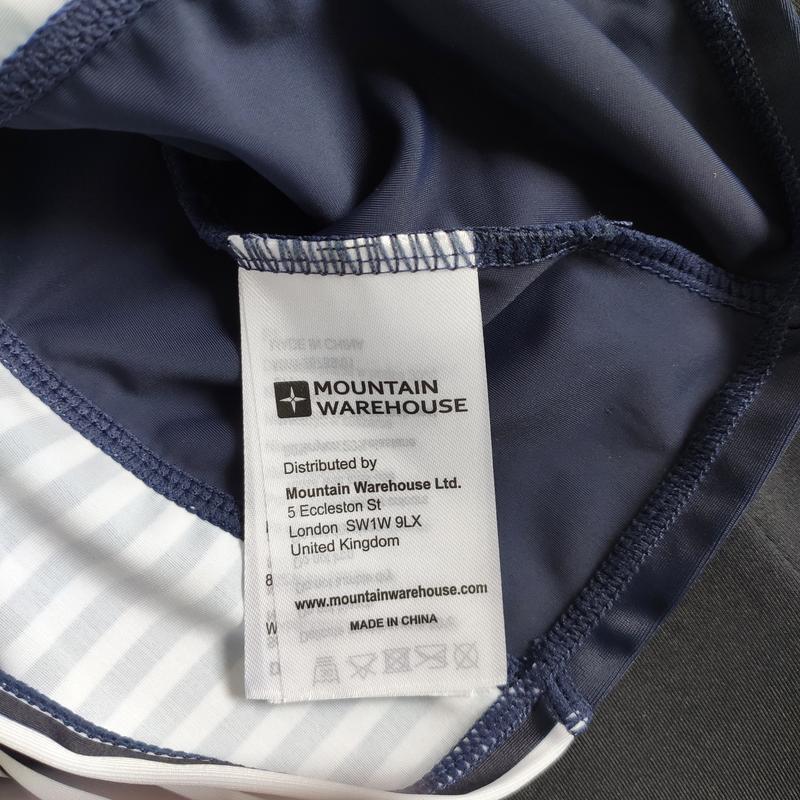 MOUNTAIN
WAREHOUSE
Distributed by
Mountain Warehouse Ltd.
5 Eccleston St
London SW1W 9LX
United Kingdom
www.mountainwarehouse.com
MADE IN CHINA